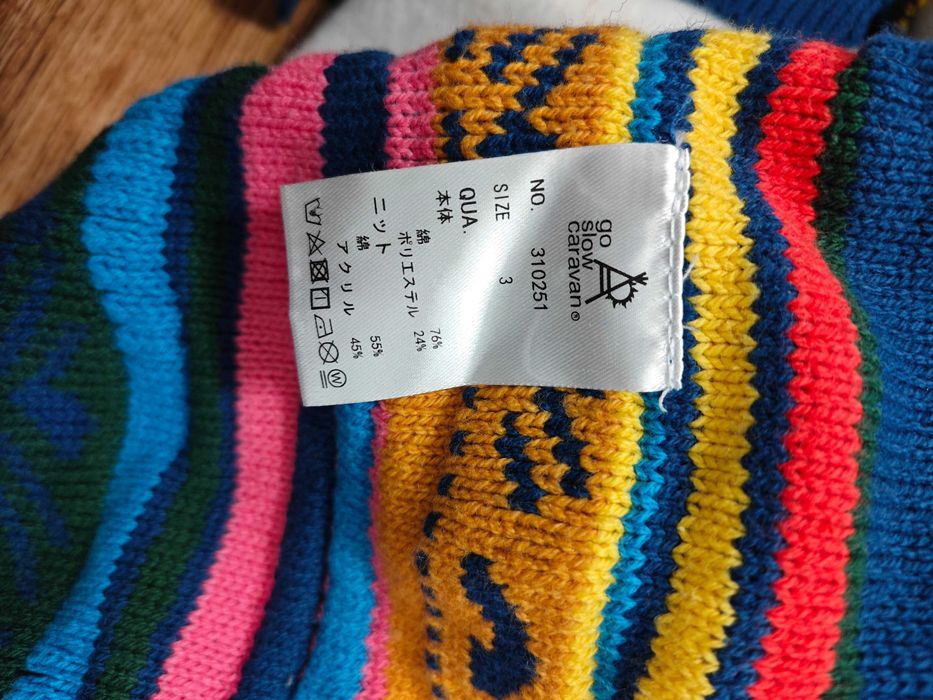 go
slow
caravan®
NO. 310251
SIZE 3
QUA.
本体
綿 76%
ポリエステル 24%
ニット
綿 55%
アクリル 45%
W